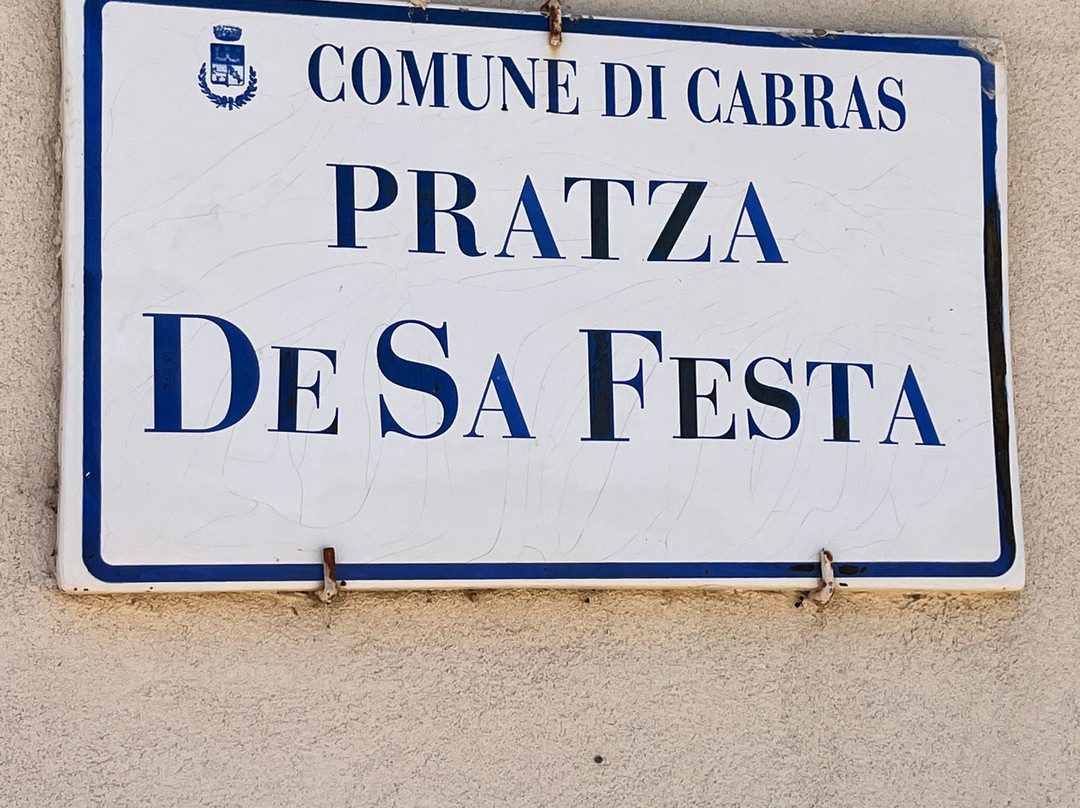 COMUNE DI CABRAS
PRATZA
DE SA FESTA